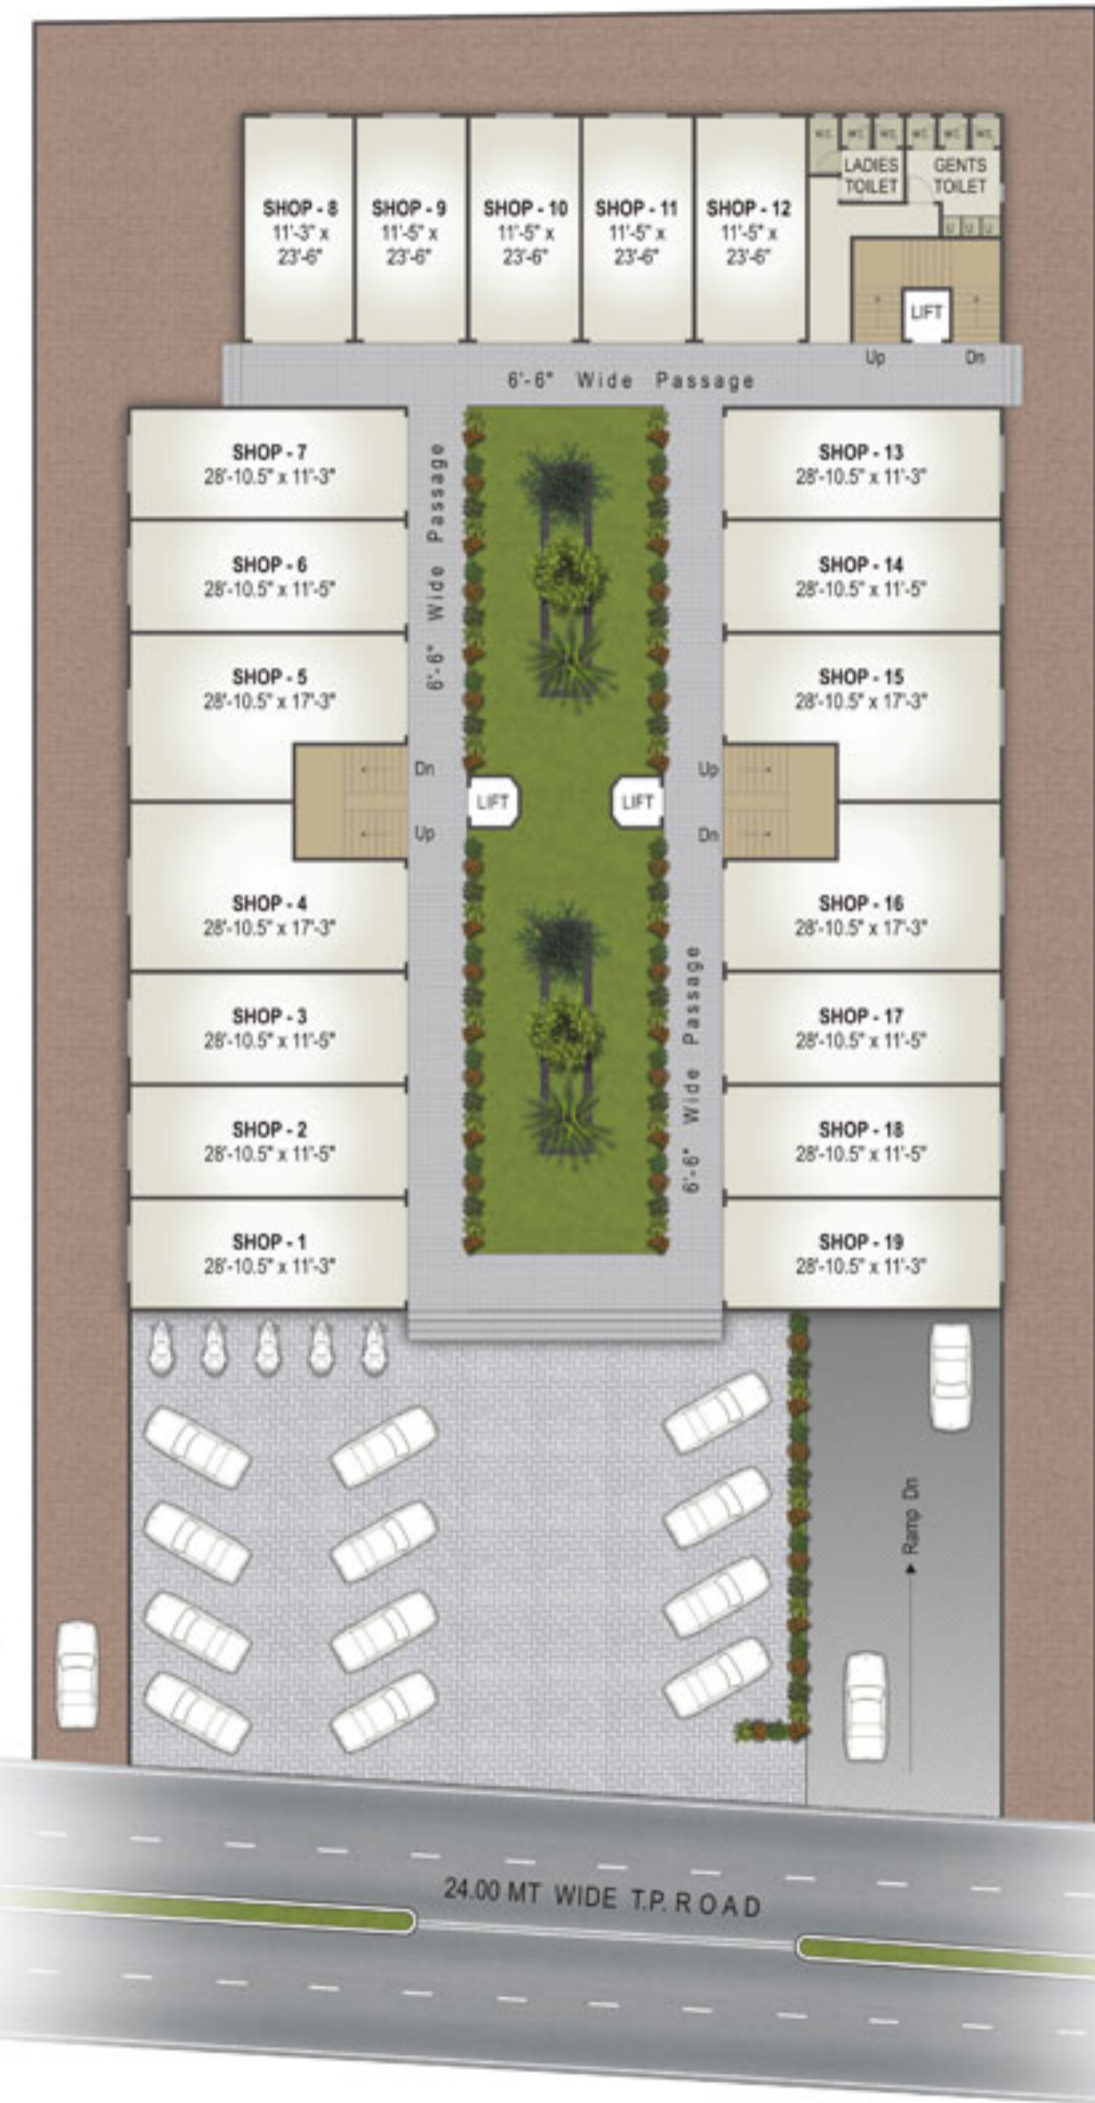 W.C.
W.C.
W.C.
W.C.
W.C.
W.C.
LADIES
TOILET
GENTS
TOILET
U
U
U
SHOP - 8
11'-3" x
23'-6"
SHOP - 9
11'-5" x
23'-6"
SHOP - 10
11'-5" x
23'-6"
SHOP - 11
11'-5" x
23'-6"
SHOP - 12
11'-5" x
23'-6"
LIFT
Up
Dn
6'-6" Wide Passage
SHOP - 7
28'-10.5" x 11'-3"
SHOP - 6
28'-10.5" x 11'-5"
SHOP - 5
28'-10.5" x 17'-3"
6'-6" Wide Passage
SHOP - 13
28'-10.5" x 11'-3"
SHOP - 14
28'-10.5" x 11'-5"
SHOP - 15
28'-10.5" x 17'-3"
Dn
Up
LIFT
LIFT
Up
Dn
SHOP - 4
28'-10.5" x 17'-3"
SHOP - 3
28'-10.5" x 11'-5"
SHOP - 2
28'-10.5" x 11'-5"
SHOP - 1
28'-10.5" x 11'-3"
6'-6" Wide Passage
SHOP - 16
28'-10.5" x 17'-3"
SHOP - 17
28'-10.5" x 11'-5"
SHOP - 18
28'-10.5" x 11'-5"
SHOP - 19
28'-10.5" x 11'-3"
Ramp Dn
24.00 MT WIDE T.P. ROAD